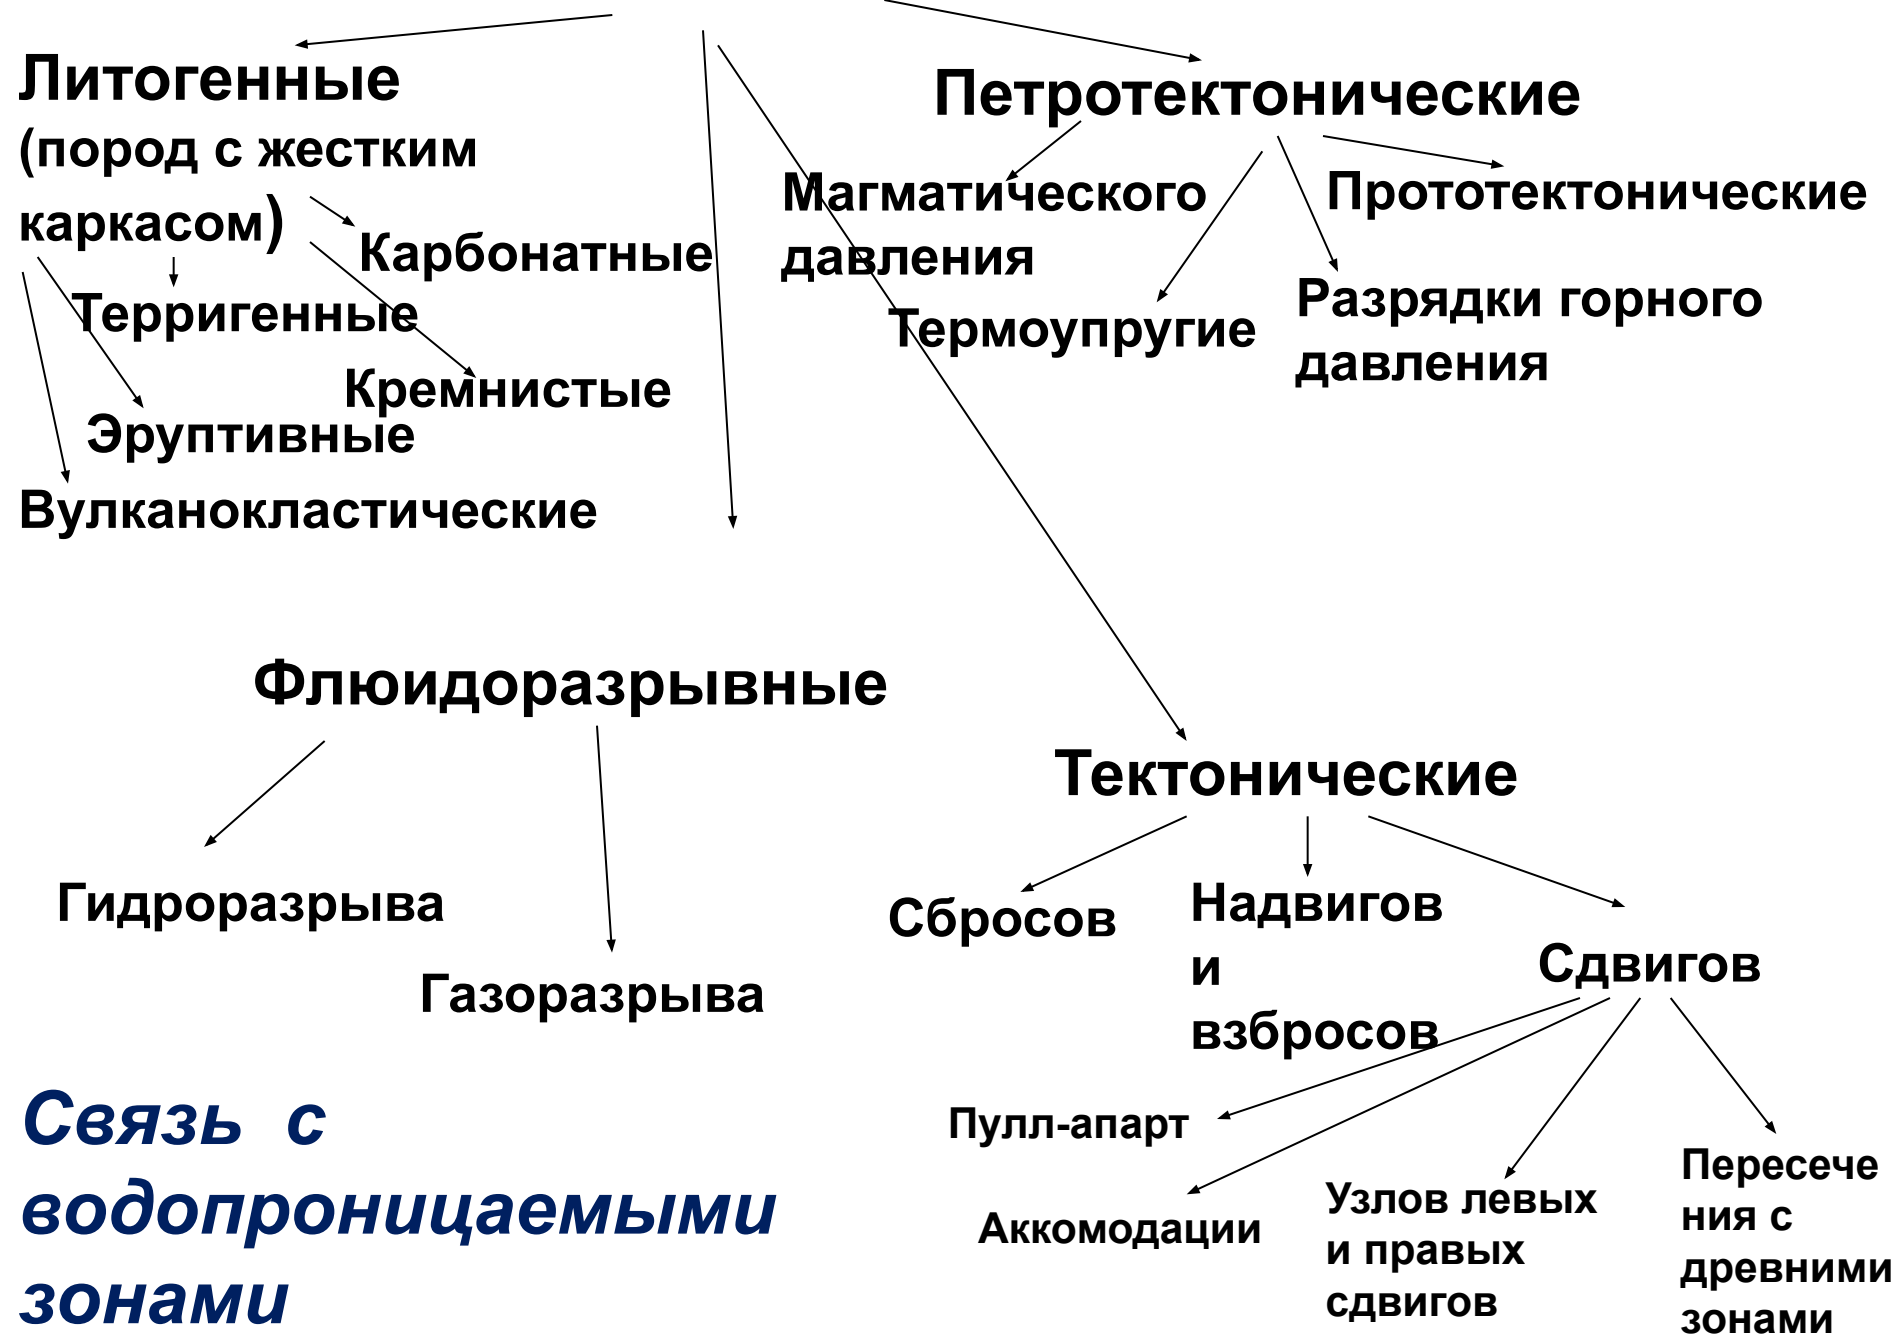 Литогенные
(пород с жестким
каркасом)
Карбонатные
Терригенные
Кремнистые
Эруптивные
Вулканокластические
Петротектонические
Магматического
давления
Прототектонические
Термоупругие
Разрядки горного
давления
Флюидоразрывные
Гидроразрыва
Газоразрыва
Тектонические
Сбросов
Надвигов
и
взбросов
Сдвигов
Пулл-апарт
Аккомодации
Узлов левых
и правых
сдвигов
Пересече
ния с
древними
зонами
Связь с
водопроницаемыми
зонами